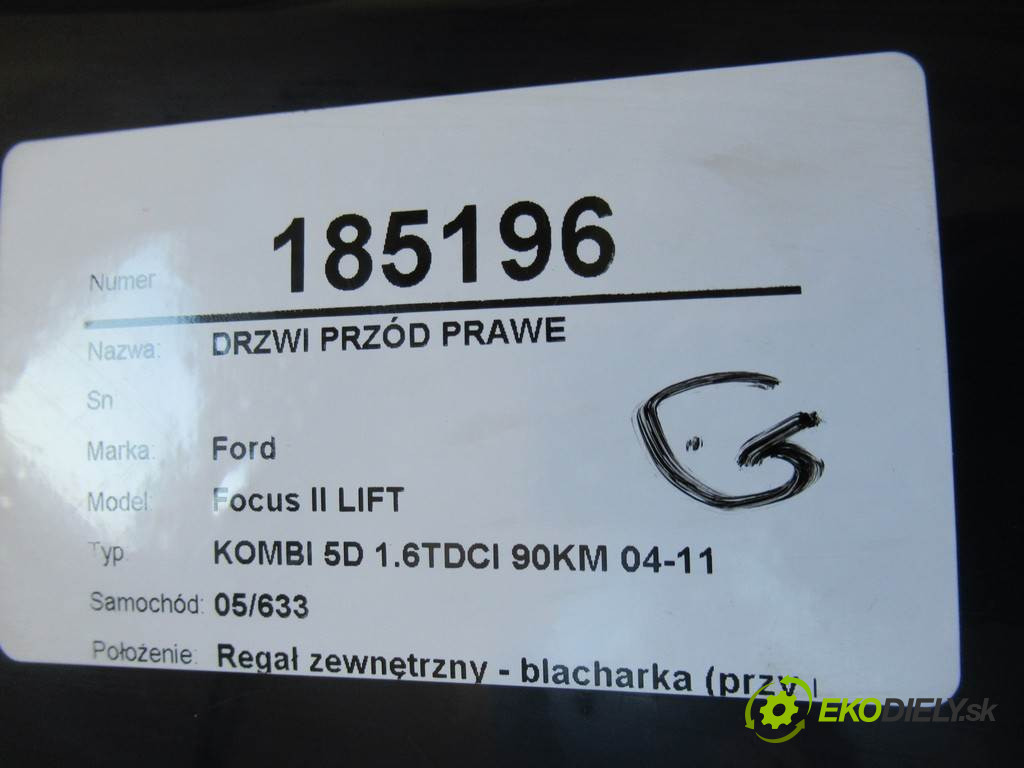 Numer 185196
Nazwa: DRZWI PRZÓD PRAWE
Sn
Marka: Ford
Model: Focus II LIFT
Typ: KOMBI 5D 1.6TDCI 90KM 04-11
Samochód: 05/633
Położenie: Regał zewnętrzny - blacharka (przy
G
EKODIELY.sk